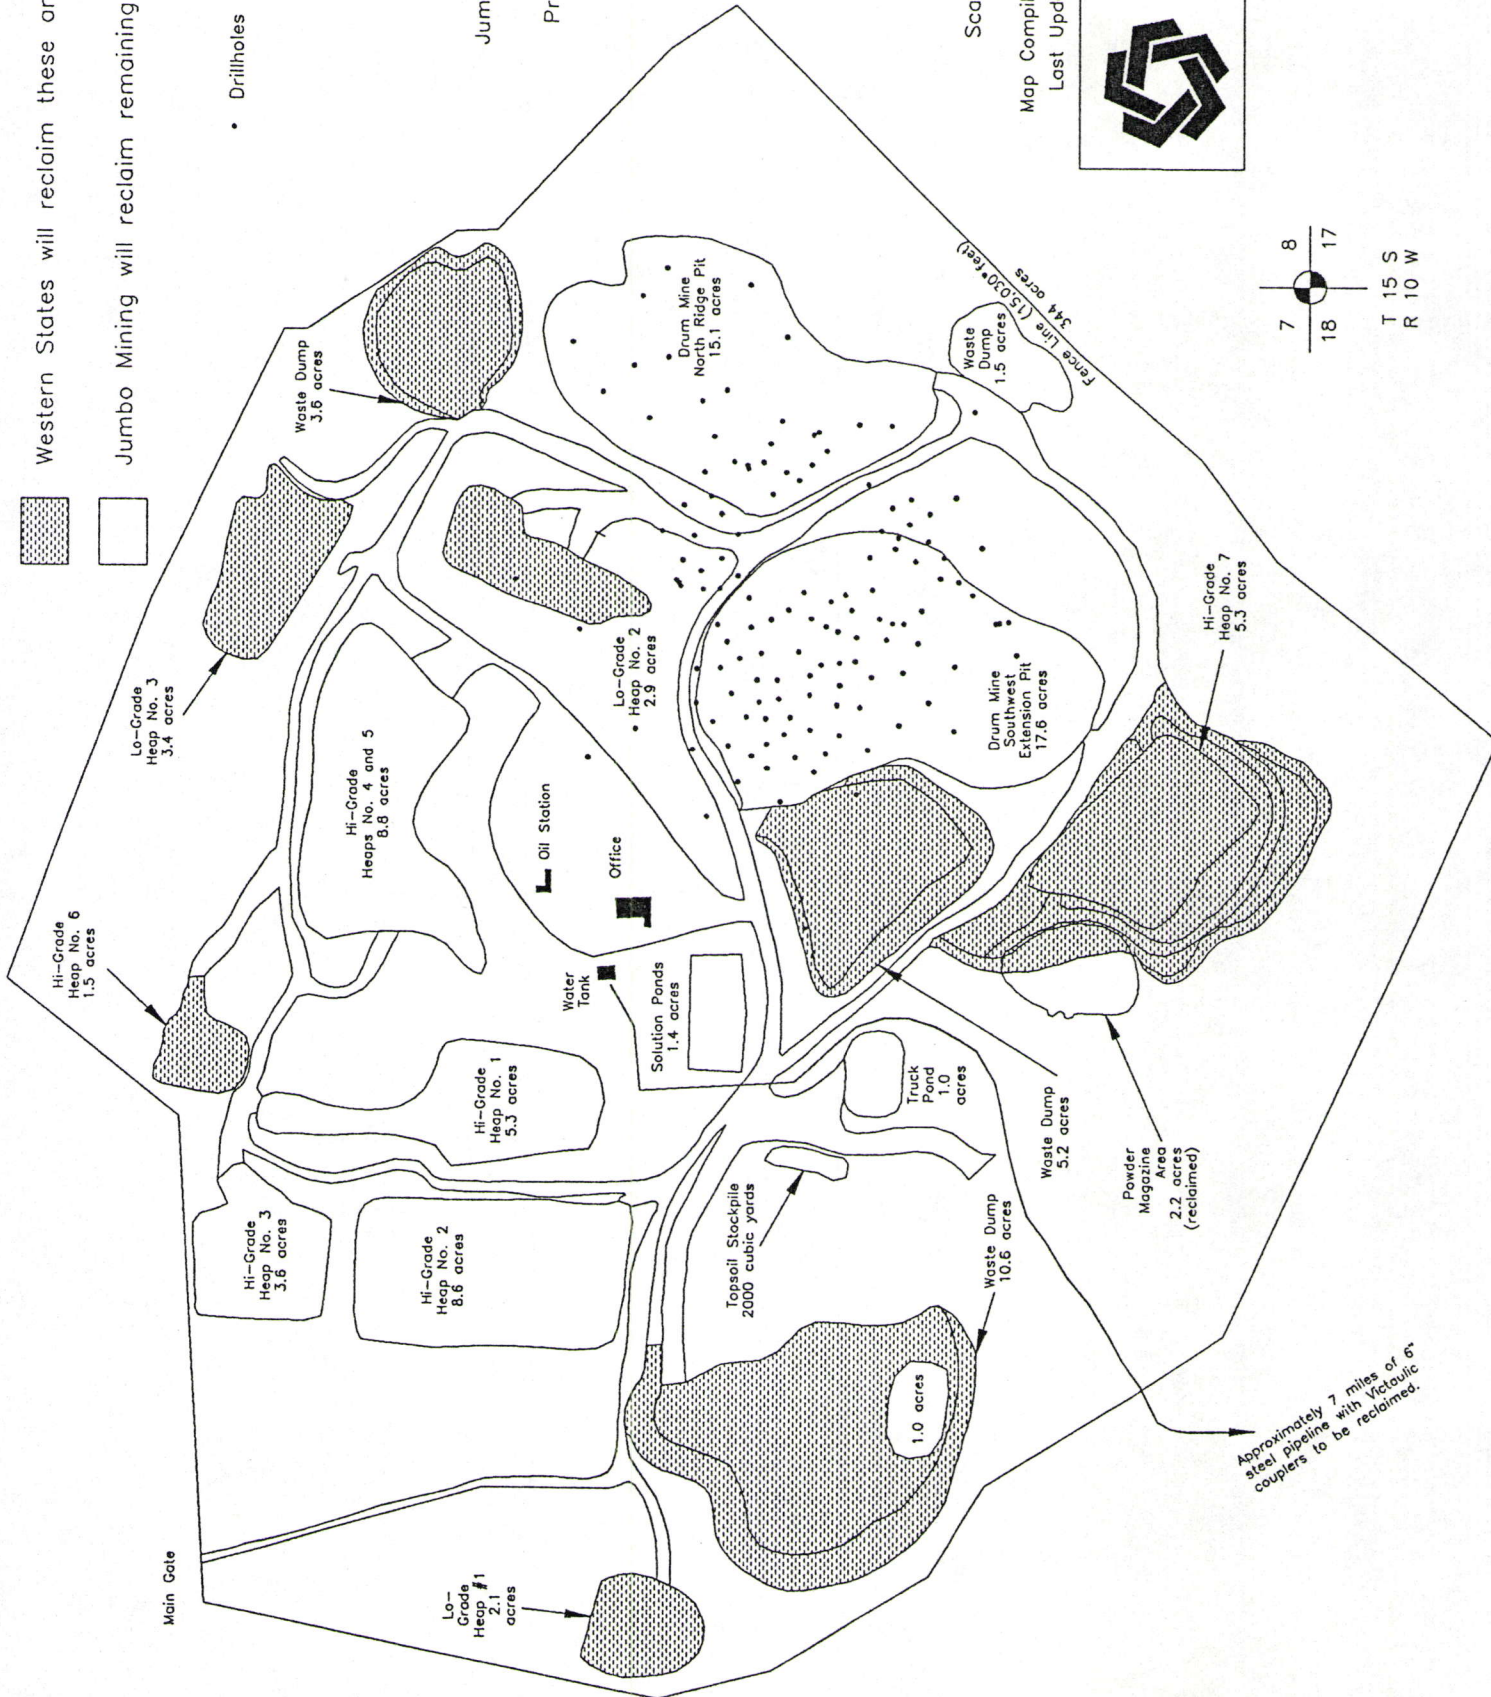 Western States will reclaim these ar
Jumbo Mining will reclaim remaining
• Drillholes
Jum
Pr
Sca
Map Compil
Last Upd
Main Gate
Hi-Grade
Heap No. 6
1.5 acres
Lo-Grade
Heap No. 3
3.4 acres
Waste Dump
3.6 acres
Hi-Grade
Heap No. 3
3.6 acres
Hi-Grade
Heap No. 2
8.6 acres
Hi-Grade
Heap No. 1
5.3 acres
Hi-Grade
Heaps No. 4 and 5
8.8 acres
Oil Station
Office
Water
Tank
Solution Ponds
1.4 acres
Lo-Grade
Heap No. 2
2.9 acres
Drum Mine
North Ridge Pit
15.1 acres
Lo-
Grade
Heap #1
2.1
acres
Topsoil Stockpile
2000 cubic yards
Truck
Pond
1.0
acres
Drum Mine
Southwest
Extension Pit
17.6 acres
Waste
Dump
1.5 acres
Fence Line (15,030' feet)
344 acres
1.0 acres
Waste Dump
10.6 acres
Waste Dump
5.2 acres
Powder
Magazine
Area
2.2 acres
(reclaimed)
Hi-Grade
Heap No. 7
5.3 acres
7 8
18 17
T 15 S
R 10 W
Approximately 7 miles of 6"
steel pipeline with Victaulic
couplers to be reclaimed.